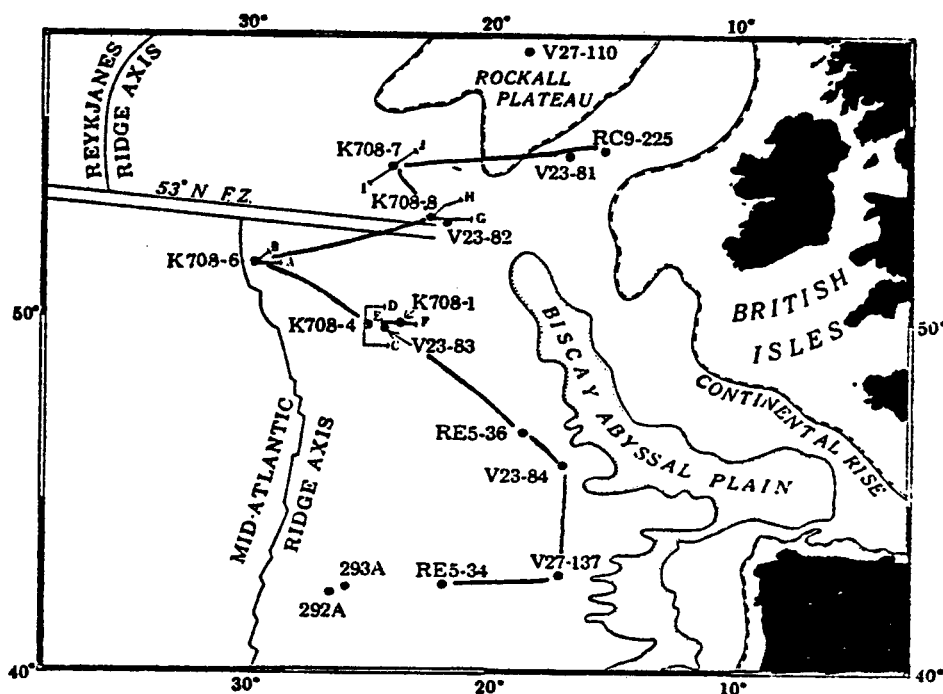 30°
20°
10°
V27-110
ROCKALL
PLATEAU
REYKJANES
RIDGE AXIS
RC9-225
K708-7
J
V23-81
I
53° N F.Z.
K708-8
H
G
V23-82
K708-6
B
A
50°
D
K708-1
50°
K708-4
E
F
C
V23-83
BRITISH
ISLES
BISCAY ABYSSAL PLAIN
CONTINENTAL RISE
RE5-36
V23-84
MID-ATLANTIC
RIDGE AXIS
293A
292A
RE5-34
V27-137
40°
40°
30°
20°
10°